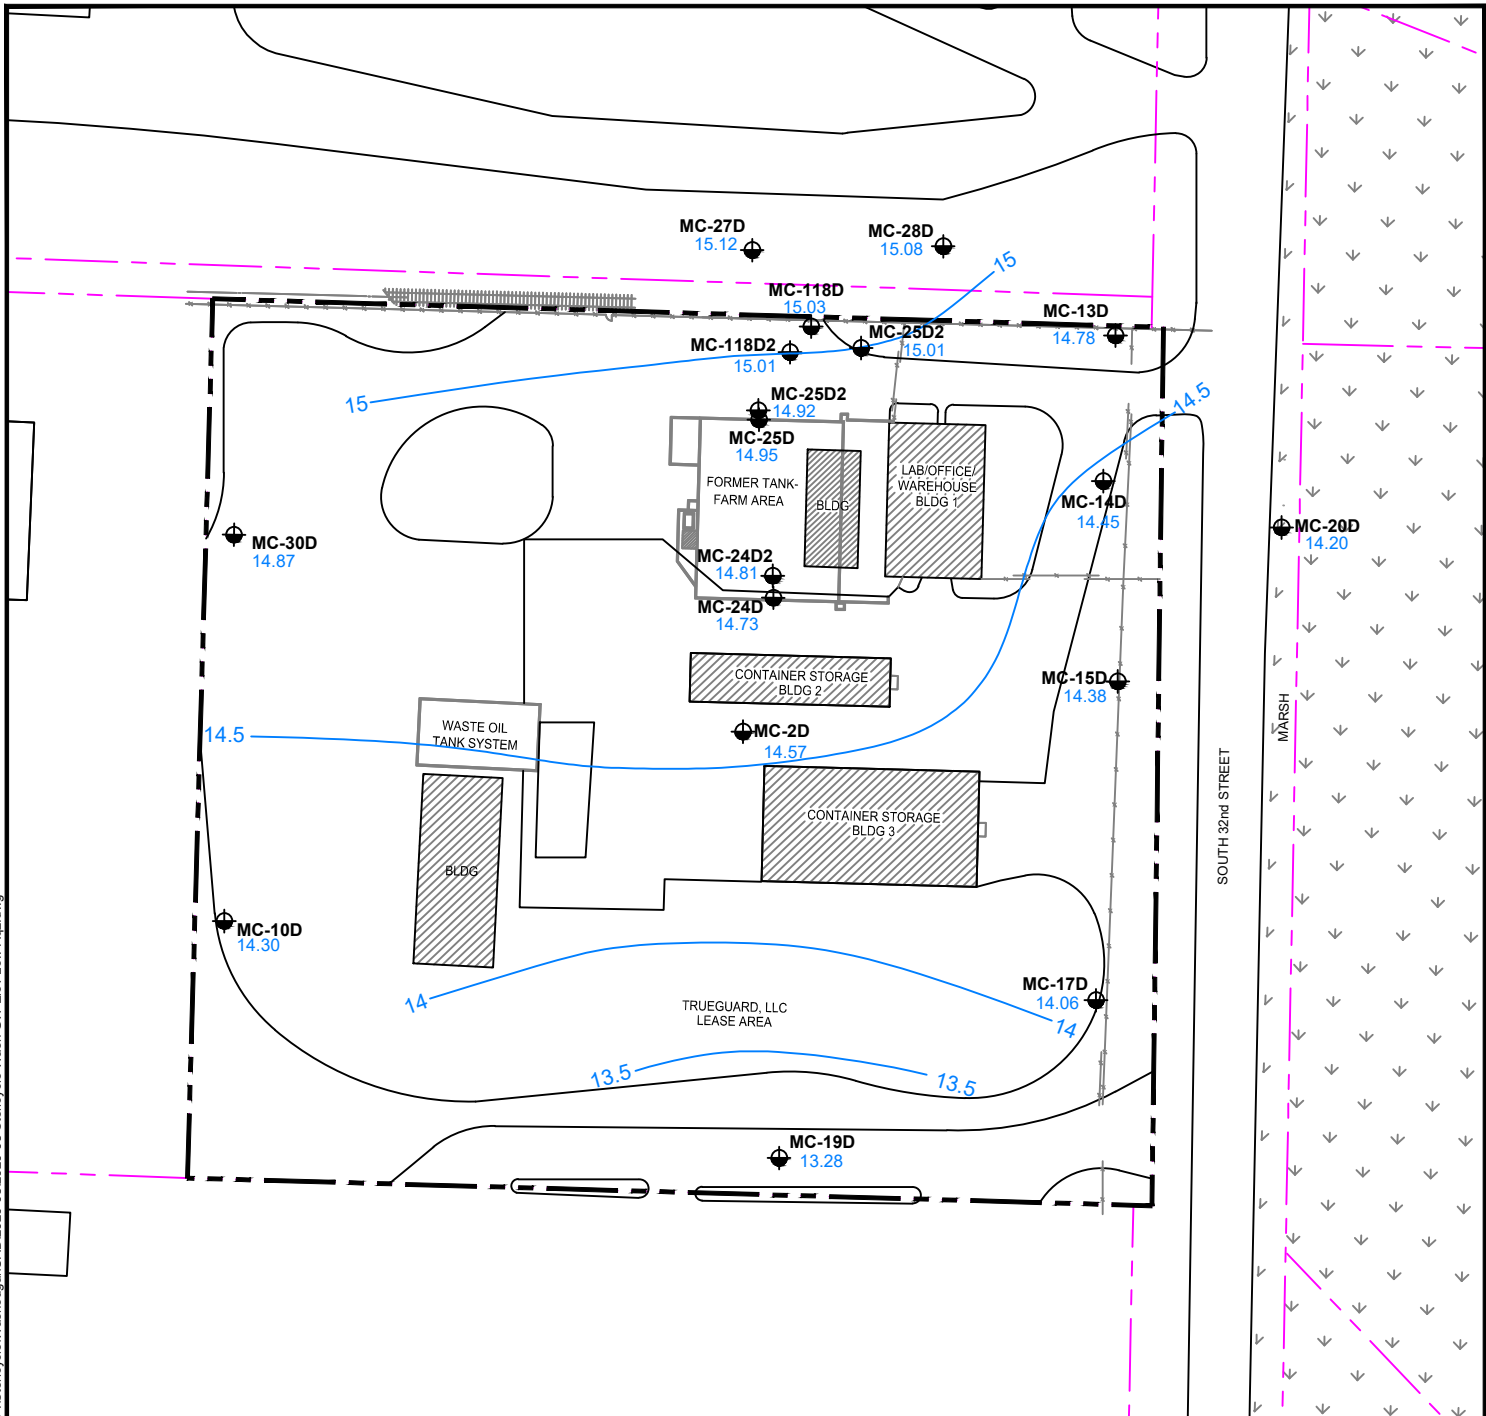 MC-27D
15.12
MC-28D
15.08
15
MC-118D
15.03
MC-13D
14.78
MC-25D2
15.01
MC-118D2
15.01
15
14.5
MC-25D2
14.92
MC-25D
14.95
FORMER TANK-
FARM AREA
BLDG
LAB/OFFICE/
WAREHOUSE
BLDG 1
MC-14D
14.45
MC-20D
14.20
MC-30D
14.87
MC-24D2
14.81
MC-24D
14.73
CONTAINER STORAGE
BLDG 2
MC-15D
14.38
14.5
WASTE OIL
TANK SYSTEM
MC-2D
14.57
MARSH
SOUTH 32nd STREET
CONTAINER STORAGE
BLDG 3
BLDG
MC-10D
14.30
14
TRUEGUARD, LLC
LEASE AREA
MC-17D
14.06
14
13.5
13.5
MC-19D
13.28